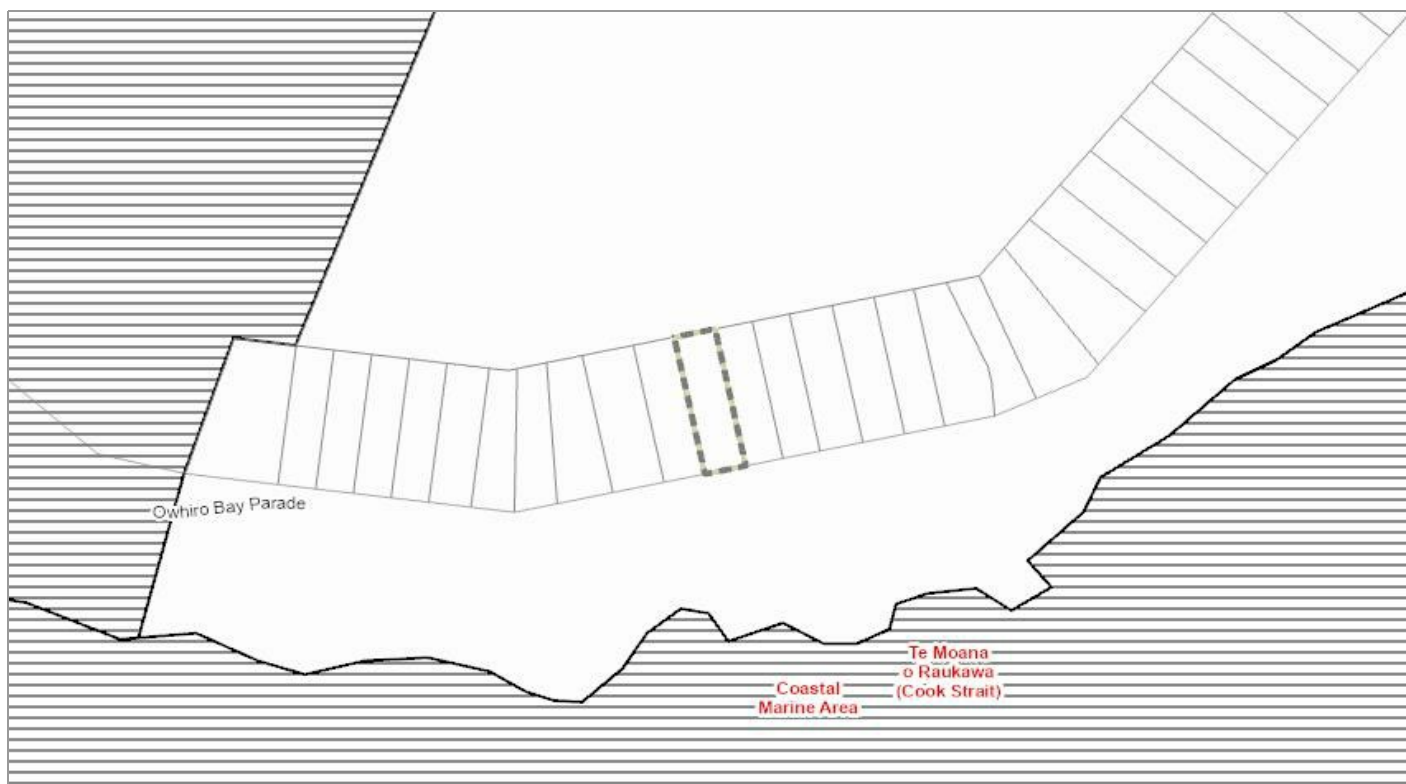 Owhiro Bay Parade
Te Moana
o Raukawa
(Cook Strait)
Coastal
Marine Area